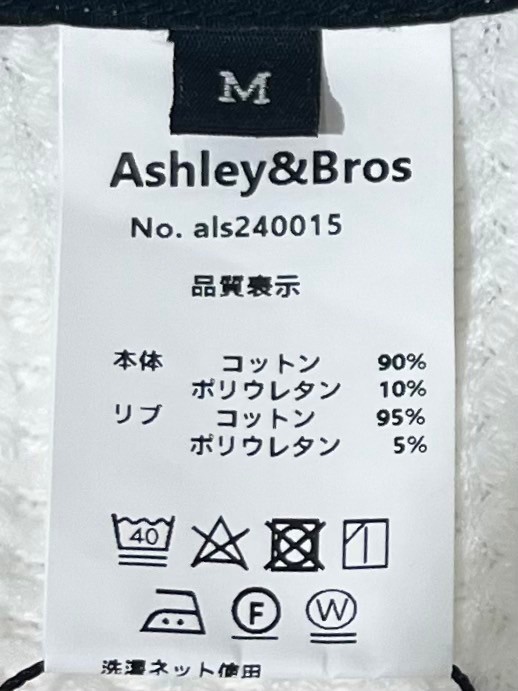 M
Ashley&Bros
No. als240015
品質表示
本体 コットン 90%
ポリウレタン 10%
リブ コットン 95%
ポリウレタン 5%
40
F W
洗濯ネット使用